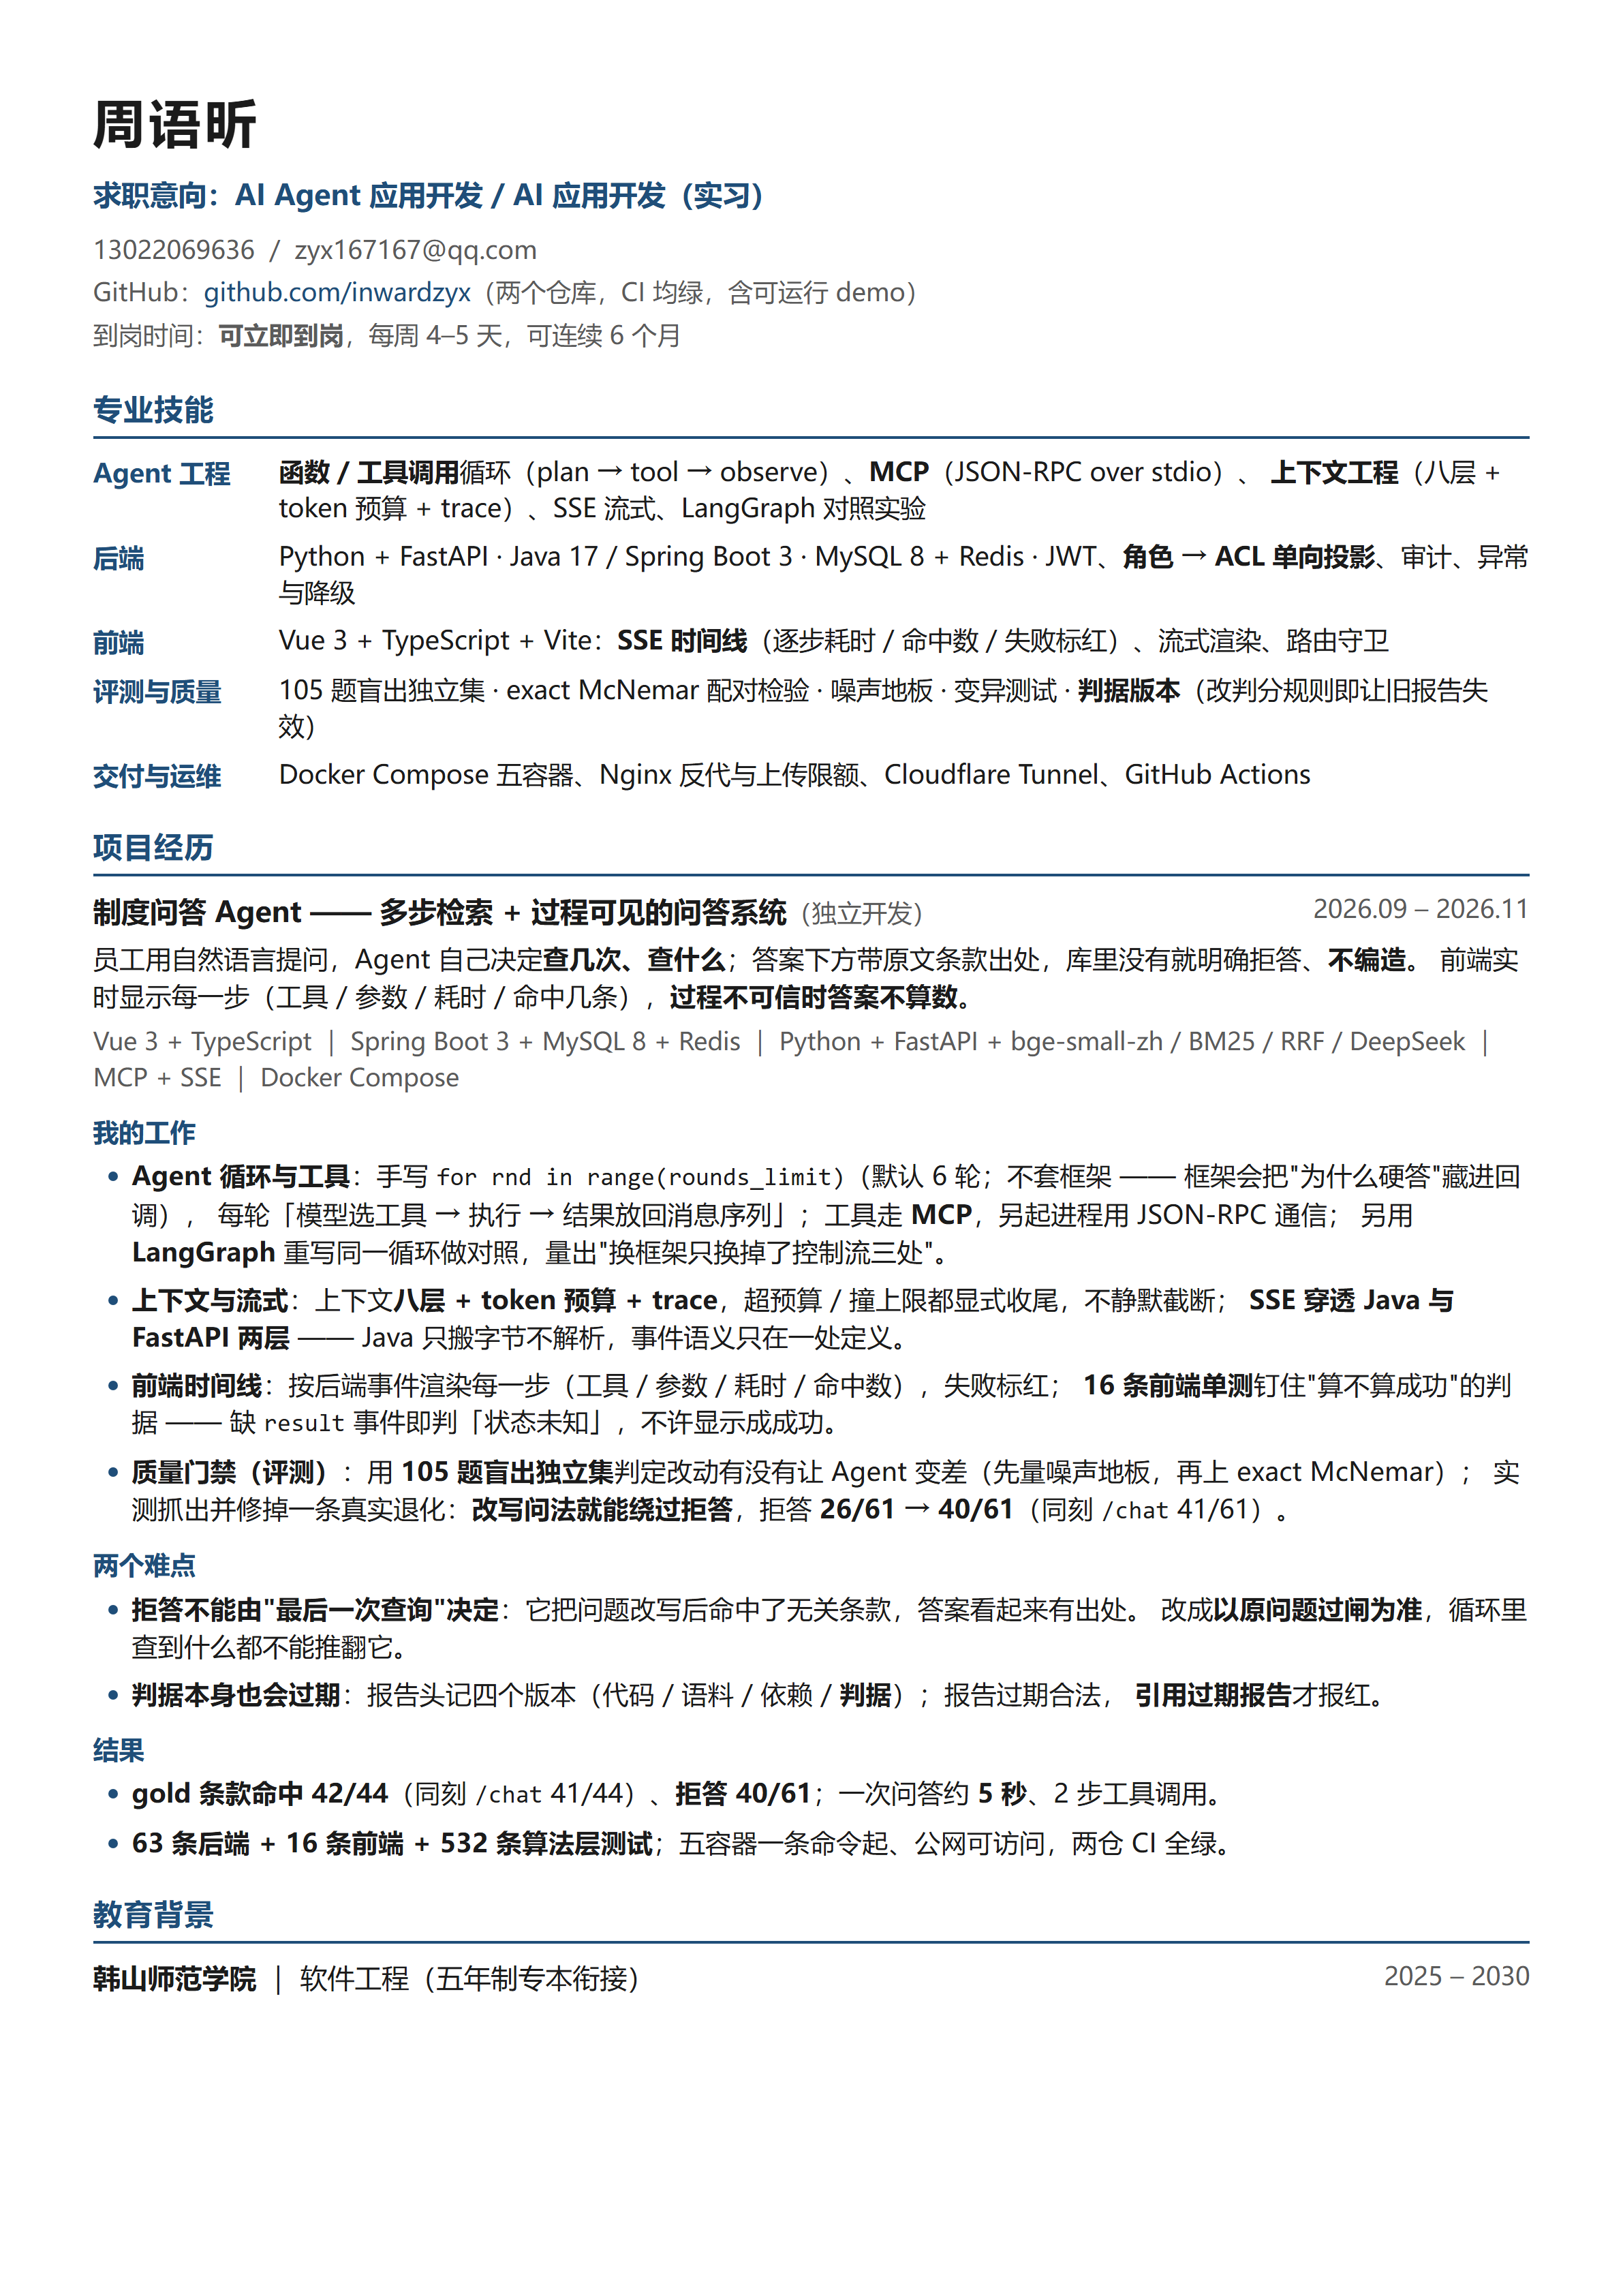 周语昕
求职意向：AI Agent 应用开发 / AI 应用开发（实习）
13022069636 / zyx167167@qq.com
GitHub：github.com/inwardzyx（两个仓库，CI 均绿，含可运行 demo）
到岗时间：可立即到岗，每周 4–5 天，可连续 6 个月
专业技能
Agent 工程 函数 / 工具调用循环（plan → tool → observe）、MCP（JSON-RPC over stdio）、 上下文工程（八层 +
token 预算 + trace）、SSE 流式、LangGraph 对照实验
后端 Python + FastAPI · Java 17 / Spring Boot 3 · MySQL 8 + Redis · JWT、角色 → ACL 单向投影、审计、异常
与降级
前端 Vue 3 + TypeScript + Vite：SSE 时间线（逐步耗时 / 命中数 / 失败标红）、流式渲染、路由守卫
评测与质量 105 题盲出独立集 · exact McNemar 配对检验 · 噪声地板 · 变异测试 · 判据版本（改判分规则即让旧报告失
效）
交付与运维 Docker Compose 五容器、Nginx 反代与上传限额、Cloudflare Tunnel、GitHub Actions
项目经历
制度问答 Agent —— 多步检索 + 过程可见的问答系统（独立开发） 2026.09 – 2026.11
员工用自然语言提问，Agent 自己决定查几次、查什么；答案下方带原文条款出处，库里没有就明确拒答、不编造。 前端实
时显示每一步（工具 / 参数 / 耗时 / 命中几条），过程不可信时答案不算数。
Vue 3 + TypeScript ｜ Spring Boot 3 + MySQL 8 + Redis ｜ Python + FastAPI + bge-small-zh / BM25 / RRF / DeepSeek ｜
MCP + SSE ｜ Docker Compose
我的工作
• Agent 循环与工具：手写 for rnd in range(rounds_limit)（默认 6 轮；不套框架 —— 框架会把"为什么硬答"藏进回
调）， 每轮「模型选工具 → 执行 → 结果放回消息序列」；工具走 MCP，另起进程用 JSON-RPC 通信； 另用
LangGraph 重写同一循环做对照，量出"换框架只换掉了控制流三处"。
• 上下文与流式：上下文八层 + token 预算 + trace，超预算 / 撞上限都显式收尾，不静默截断； SSE 穿透 Java 与
FastAPI 两层 —— Java 只搬字节不解析，事件语义只在一处定义。
• 前端时间线：按后端事件渲染每一步（工具 / 参数 / 耗时 / 命中数），失败标红； 16 条前端单测钉住"算不算成功"的判
据 —— 缺 result 事件即判「状态未知」，不许显示成成功。
• 质量门禁（评测）：用 105 题盲出独立集判定改动有没有让 Agent 变差（先量噪声地板，再上 exact McNemar）； 实
测抓出并修掉一条真实退化：改写问法就能绕过拒答，拒答 26/61 → 40/61（同刻 /chat 41/61）。
两个难点
• 拒答不能由"最后一次查询"决定：它把问题改写后命中了无关条款，答案看起来有出处。 改成以原问题过闸为准，循环里
查到什么都不能推翻它。
• 判据本身也会过期：报告头记四个版本（代码 / 语料 / 依赖 / 判据）；报告过期合法， 引用过期报告才报红。
结果
• gold 条款命中 42/44（同刻 /chat 41/44）、拒答 40/61；一次问答约 5 秒、2 步工具调用。
• 63 条后端 + 16 条前端 + 532 条算法层测试；五容器一条命令起、公网可访问，两仓 CI 全绿。
教育背景
韩山师范学院 ｜ 软件工程（五年制专本衔接） 2025 – 2030